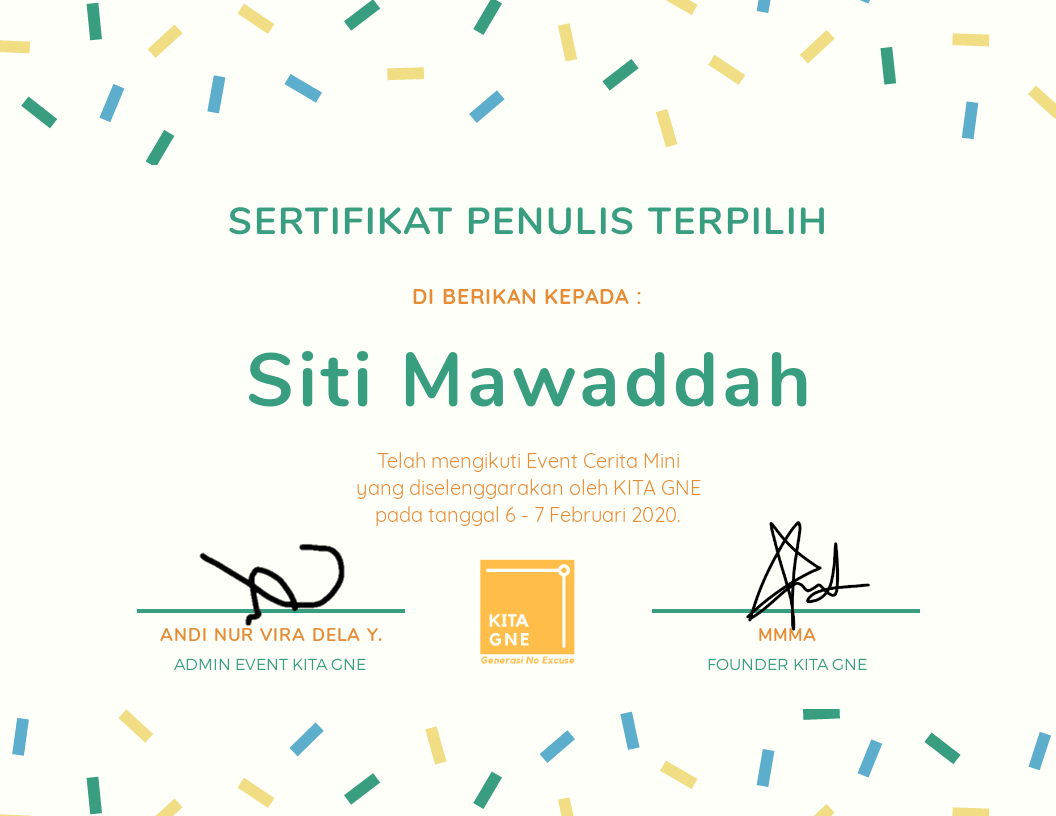 SERTIFIKAT PENULIS TERPILIH
DI BERIKAN KEPADA :
Siti Mawaddah
Telah mengikuti Event Cerita Mini
yang diselenggarakan oleh KITA GNE
pada tanggal 6 - 7 Februari 2020.
ANDI NUR VIRA DELA Y.
ADMIN EVENT KITA GNE
KITA
GNE
Generasi No Excuse
MMMA
FOUNDER KITA GNE